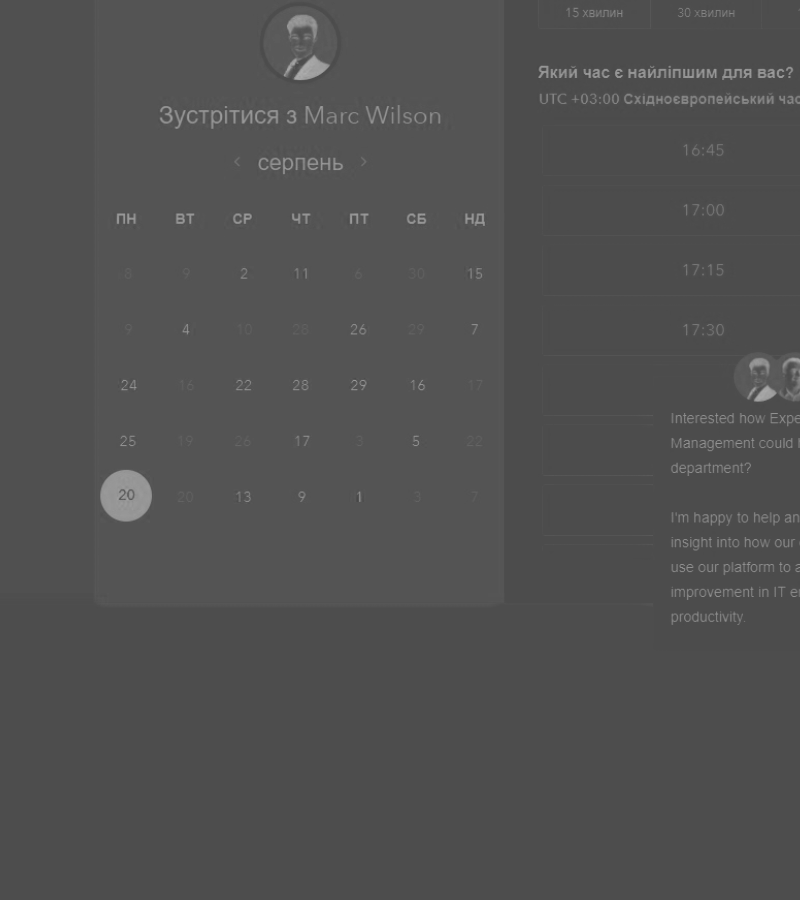 Зустрітися з Marc Wilson
‹ серпень ›
ПН ВТ СР ЧТ ПТ СБ НД
8 9 2 11 6 30 15
9 4 10 28 26 29 7
24 16 22 28 29 16 17
25 19 26 17 3 5 22
20 20 13 9 1 3 7
15 хвилин 30 хвилин
Який час є найліпшим для вас?
UTC +03:00 Східноєвропейський час
16:45
17:00
17:15
17:30
Interested how Expe
Management could
department?
I'm happy to help an
insight into how our
use our platform to a
improvement in IT e
productivity.